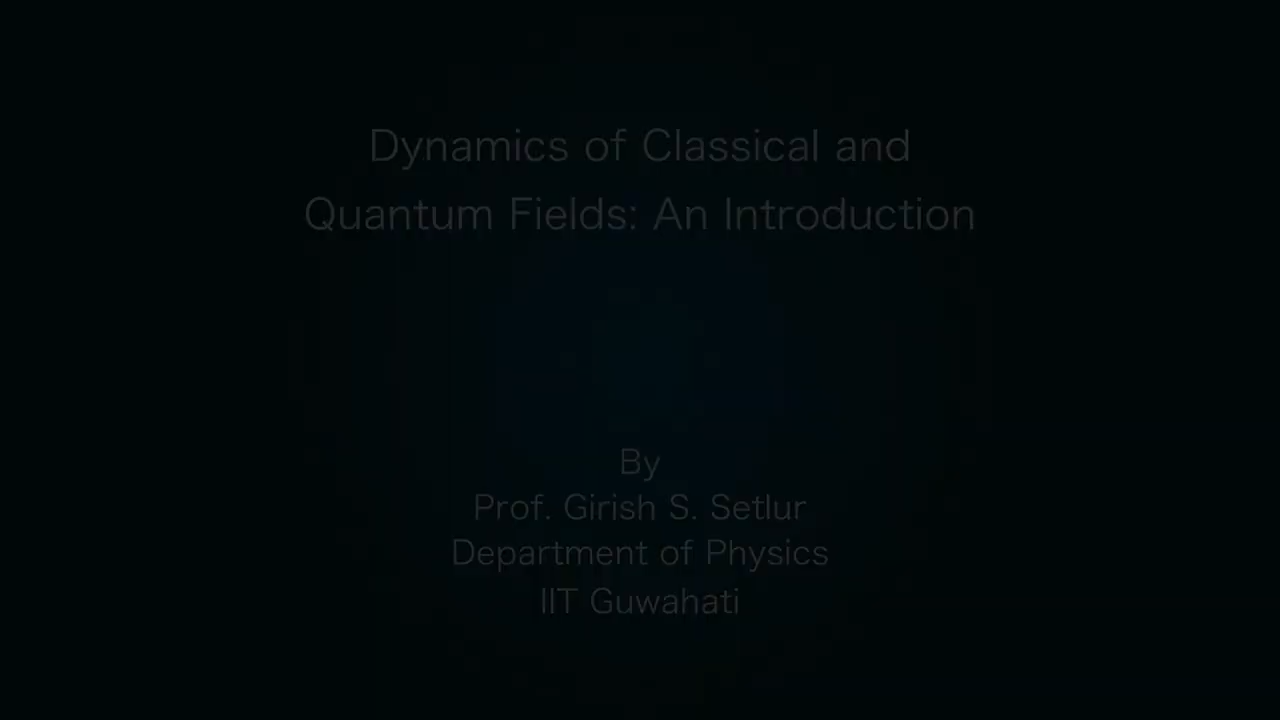 Dynamics of Classical and
Quantum Fields: An Introduction
By
Prof. Girish S. Setlur
Department of Physics
IIT Guwahati